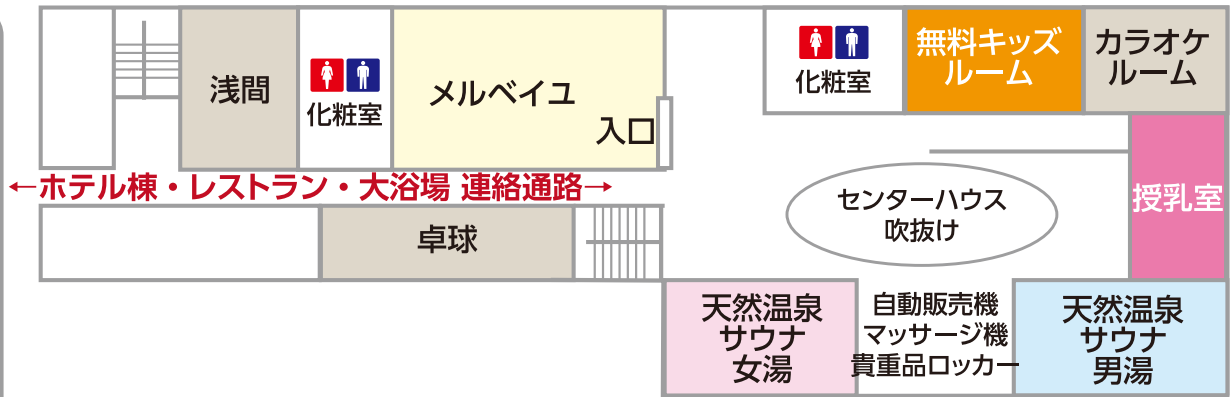 浅間
化粧室
メルベイユ
入口
化粧室
無料キッズ
ルーム
カラオケ
ルーム
←ホテル棟・レストラン・大浴場 連絡通路→
授乳室
センターハウス
吹抜け
卓球
天然温泉
サウナ
女湯
自動販売機
マッサージ機
貴重品ロッカー
天然温泉
サウナ
男湯